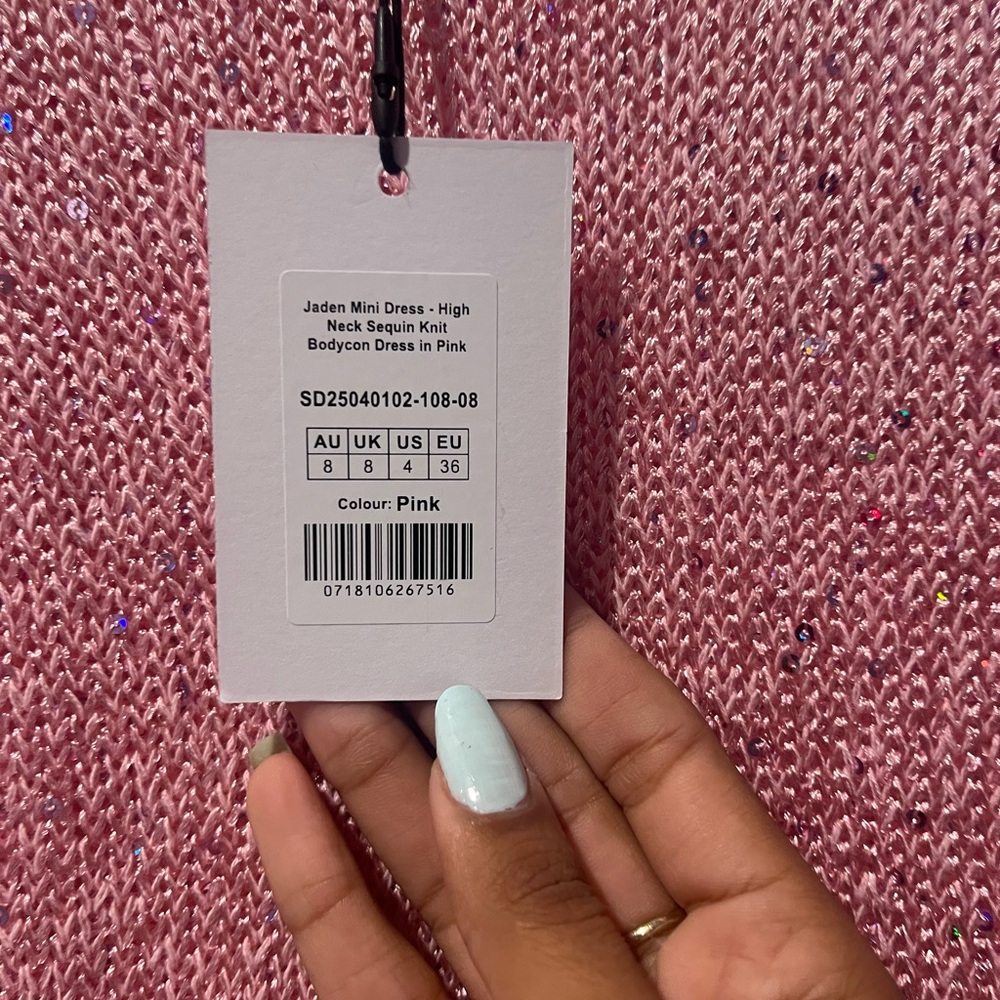 Jaden Mini Dress - High
Neck Sequin Knit
Bodycon Dress in Pink
SD25040102-108-08
AU UK US EU
8 8 4 36
Colour: Pink
0718106267516